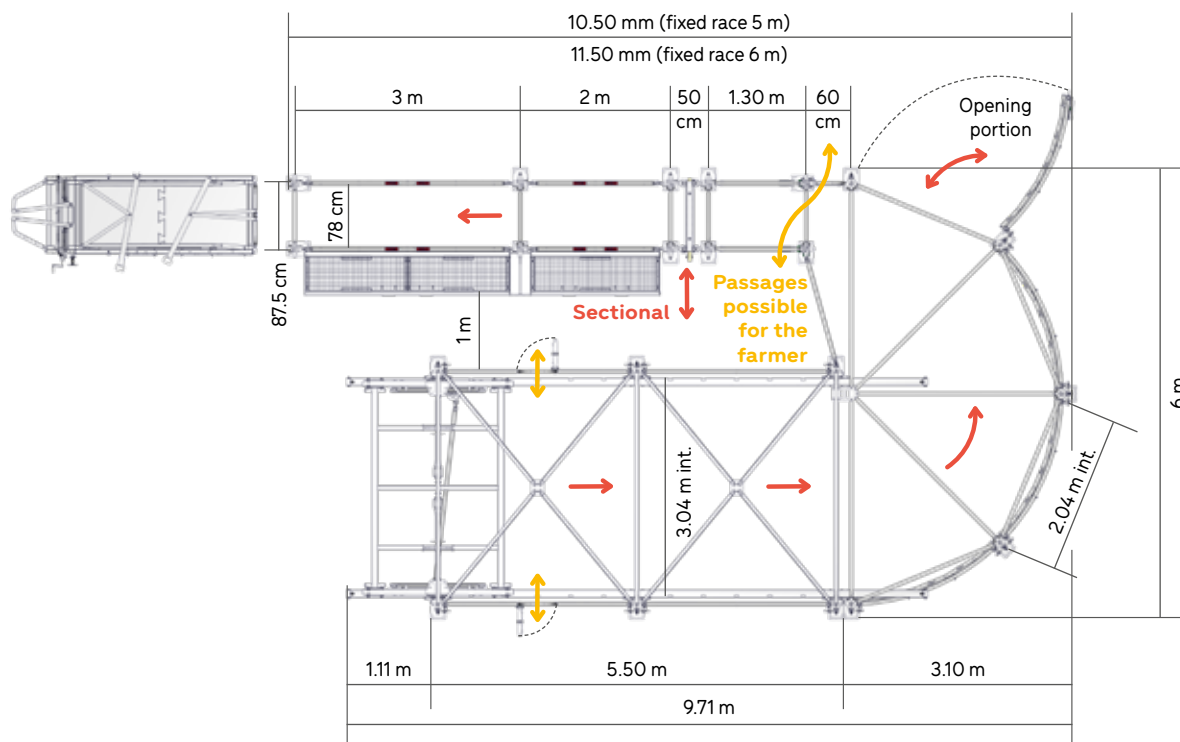 10.50 mm (fixed race 5 m)
11.50 mm (fixed race 6 m)
3 m
2 m
50
cm
1.30 m
60
cm
Opening
portion
78 cm
87.5 cm
1 m
Sectional
Passages
possible
for the
farmer
6 m
3.04 m int.
2.04 m int.
1.11 m
5.50 m
3.10 m
9.71 m